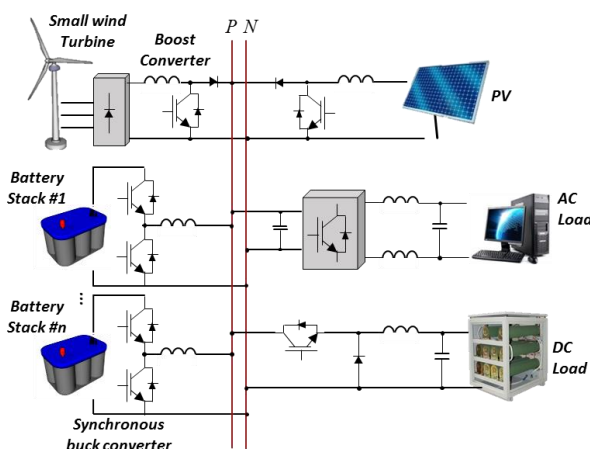 Small wind
Turbine
Boost
Converter
P N
PV
Battery
Stack #1
AC
Load
...
Battery
Stack #n
DC
Load
Synchronous
buck converter